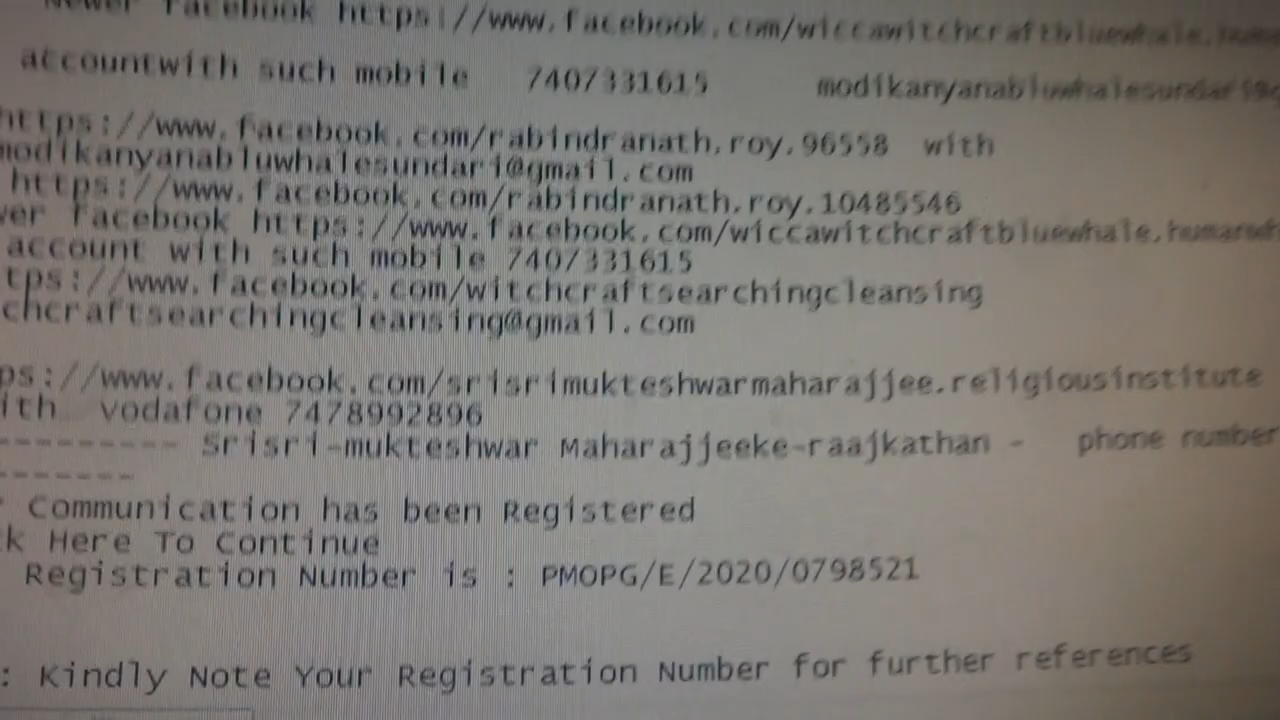 Newer Facebook https://www.facebook.com/wiccawitchcraftbluewhale.
accountwith such mobile 7407331615 modikanyanabluwhalesundari9
https://www.facebook.com/rabindranath.roy.96558 with
modikanyanabluwhalesundari@gmail.com
https://www.facebook.com/rabindranath.roy.10485546
wer Facebook https://www.facebook.com/wiccawitchcraftbluewhale.
account with such mobile 7407331615
tps://www.facebook.com/witchcraftsearchingcleansing
chcraftsearchingcleansing@gmail.com
ps://www.facebook.com/srisrimukteshwarmaharajjee.religiousinstitute
ith vodafone 7478992896
--------- Srisri-mukteshwar Maharajjeeke-raajkathan - phone number
-------
Communication has been Registered
k Here To Continue
Registration Number is : PMOPG/E/2020/0798521
: Kindly Note Your Registration Number for further references